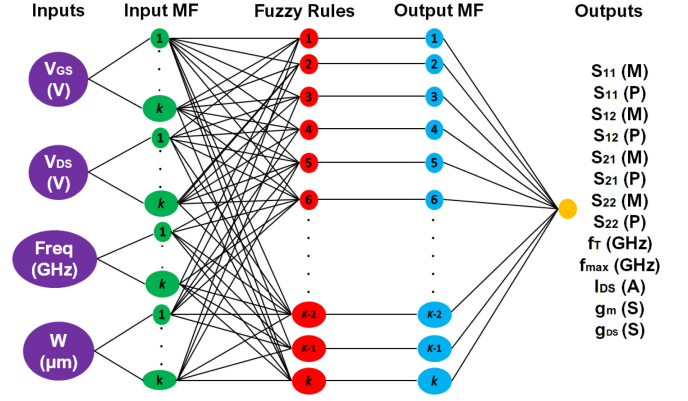 Inputs
Input MF
Fuzzy Rules
Output MF
Outputs
VGS
(V)
VDS
(V)
Freq
(GHz)
W
(µm)
1
k
1
k
1
k
1
k
1
2
3
4
5
6
K-2
K-1
k
1
2
3
4
5
6
K-2
K-1
k
S11 (M)
S11 (P)
S12 (M)
S12 (P)
S21 (M)
S21 (P)
S22 (M)
S22 (P)
fT (GHz)
fmax (GHz)
IDS (A)
gm (S)
gDS (S)